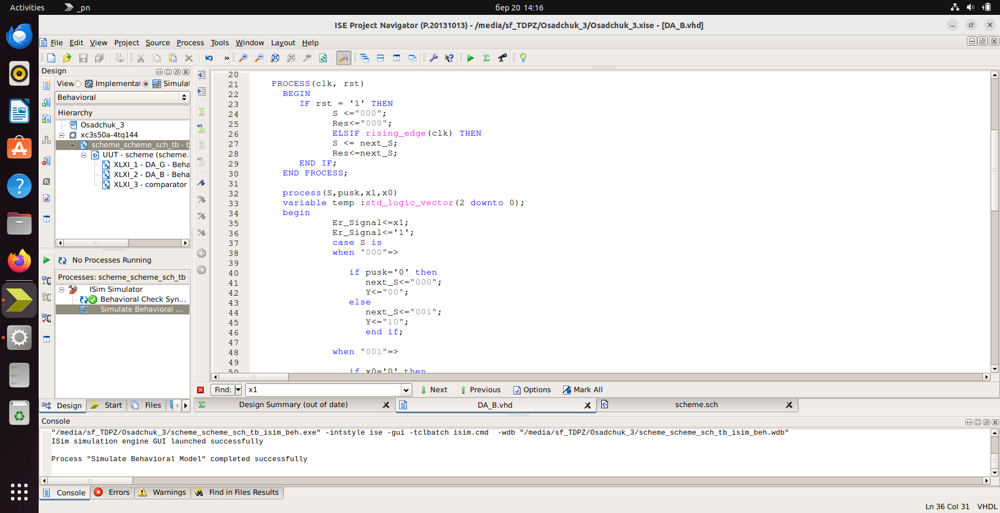 Activities
_pn
бер 20 14:16
ISE Project Navigator (P.20131013) - /media/sf_TDPZ/Osadchuk_3/Osadchuk_3.xise - [DA_B.vhd]
File Edit View Project Source Process Tools Window Layout Help
Design
View: Implementat Simulat
Behavioral
Hierarchy
Osadchuk_3
xc3s50a-4tq144
scheme_scheme_sch_tb - b
UUT - scheme (scheme.
XLXI_1 - DA_G - Beha
XLXI_2 - DA_B - Beha
XLXI_3 - comparator
No Processes Running
Processes: scheme_scheme_sch_tb
ISim Simulator
Behavioral Check Syn...
Simulate Behavioral ...
Design Start Files
20
21 PROCESS(clk, rst)
22 BEGIN
23 IF rst = '1' THEN
24 S <="000";
25 Res<="000";
26 ELSIF rising_edge(clk) THEN
27 S <= next_S;
28 Res<=next_S;
29 END IF;
30 END PROCESS;
31
32 process(S,pusk,x1,x0)
33 variable temp :std_logic_vector(2 downto 0);
34 begin
35 Er_Signal<=x1;
36 Er_Signal<='1';
37 case S is
38 when "000"=>
39
40 if pusk='0' then
41 next_S<="000";
42 Y<="00";
43 else
44 next_S<="001";
45 Y<="10";
46 end if;
47
48 when "001"=>
49
50 if x0='0' then
Find: x1 Next Previous Options Mark All
Design Summary (out of date) DA_B.vhd scheme.sch
Console
"/media/sf_TDPZ/Osadchuk_3/scheme_scheme_sch_tb_isim_beh.exe" -intstyle ise -gui -tclbatch isim.cmd -wdb "/media/sf_TDPZ/Osadchuk_3/scheme_scheme_sch_tb_isim_beh.wdb"
ISim simulation engine GUI launched successfully
Process "Simulate Behavioral Model" completed successfully
Console Errors Warnings Find in Files Results
Ln 36 Col 31 VHDL